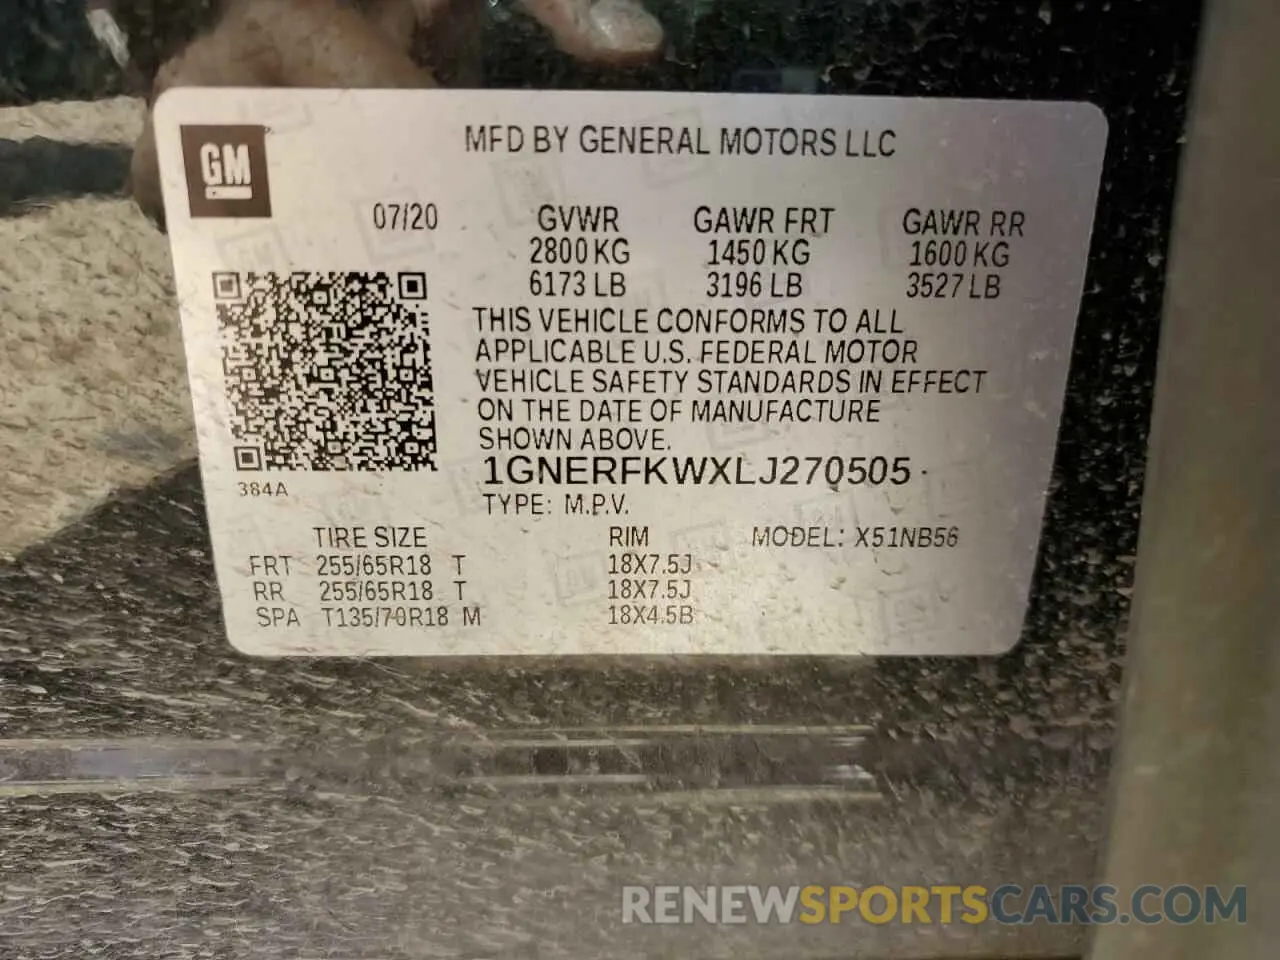 GM
MFD BY GENERAL MOTORS LLC
07/20 GVWR GAWR FRT GAWR RR
2800 KG 1450 KG 1600 KG
6173 LB 3196 LB 3527 LB
THIS VEHICLE CONFORMS TO ALL
APPLICABLE U.S. FEDERAL MOTOR
VEHICLE SAFETY STANDARDS IN EFFECT
ON THE DATE OF MANUFACTURE
SHOWN ABOVE.
1GNERFKWXLJ270505
384A
TYPE: M.P.V.
TIRE SIZE RIM MODEL: X51NB56
FRT 255/65R18 T 18X7.5J
RR 255/65R18 T 18X7.5J
SPA T135/70R18 M 18X4.5B
RENEWSPORTSCARS.COM